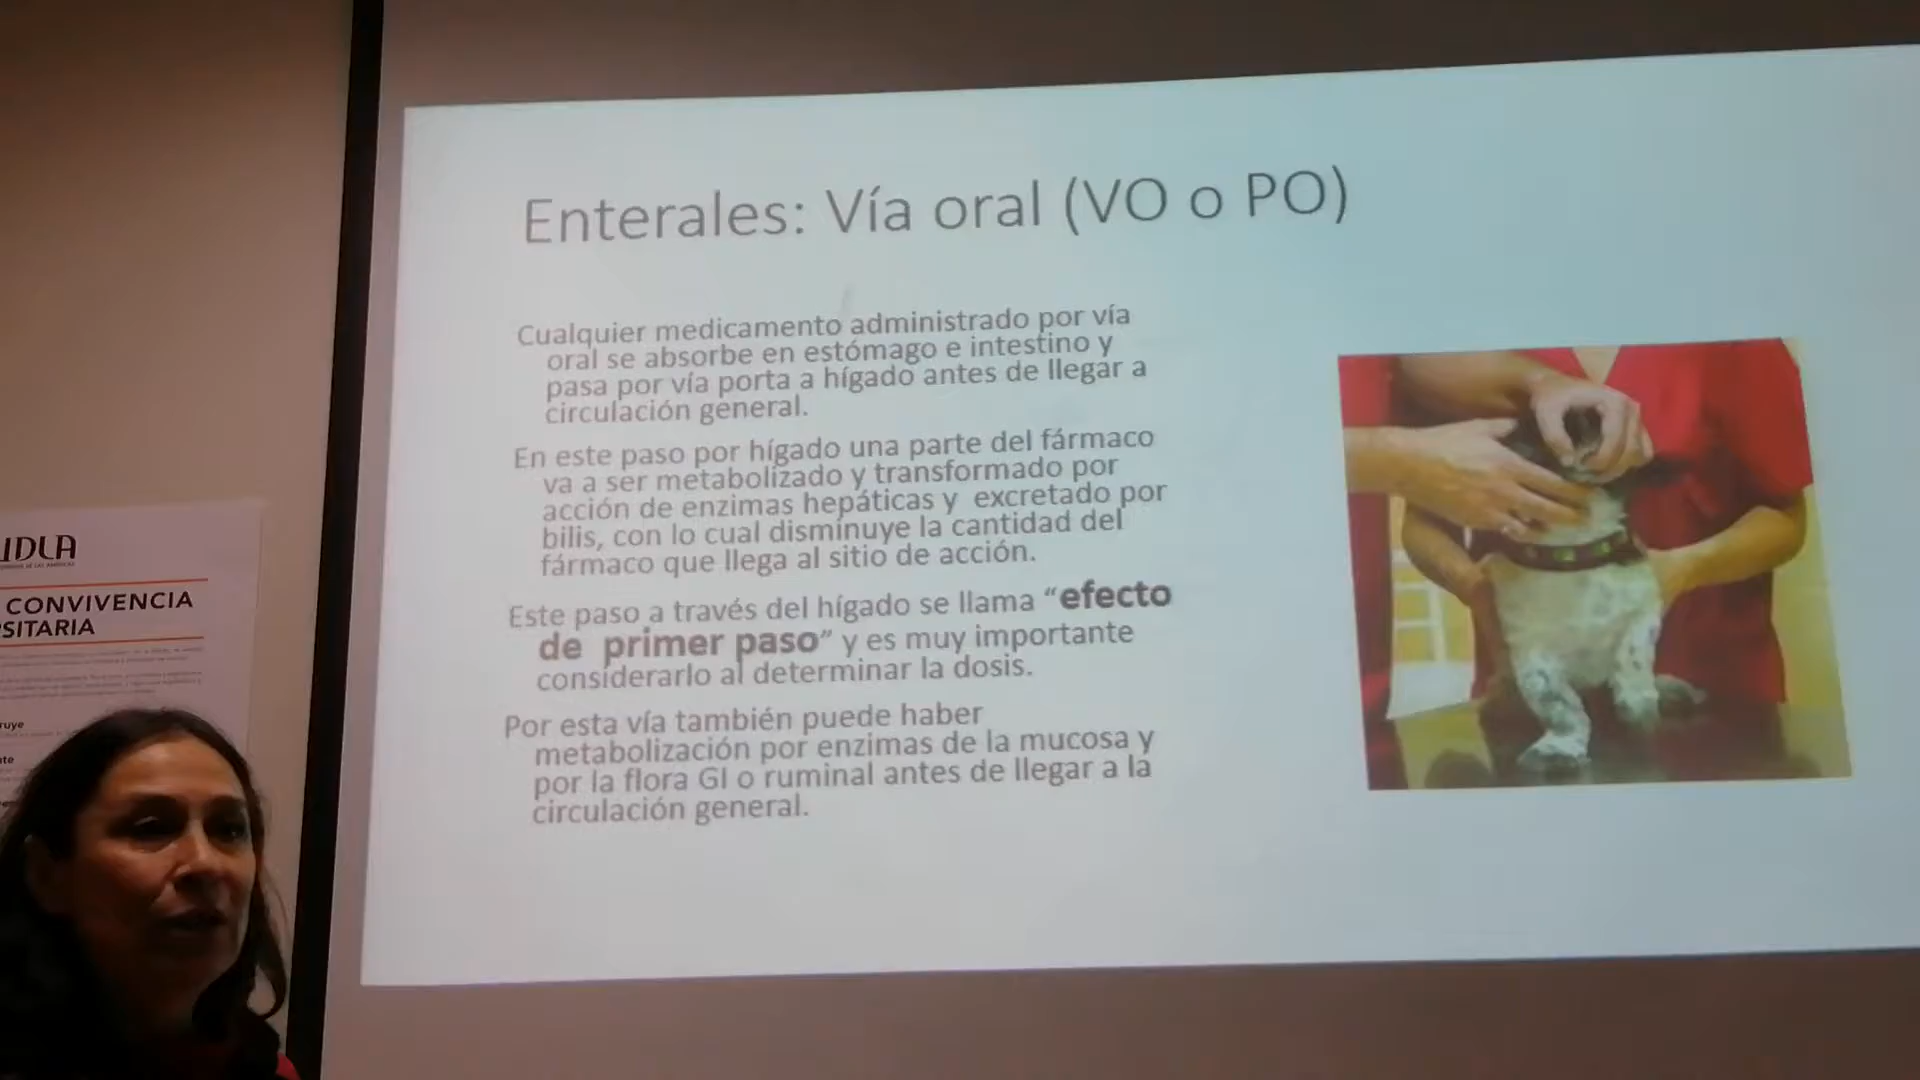 Enterales: Vía oral (VO o PO)
Cualquier medicamento administrado por vía
oral se absorbe en estómago e intestino y
pasa por vía porta a hígado antes de llegar a
circulación general.
En este paso por hígado una parte del fármaco
va a ser metabolizado y transformado por
acción de enzimas hepáticas y excretado por
bilis, con lo cual disminuye la cantidad del
fármaco que llega al sitio de acción.
Este paso a través del hígado se llama “efecto
de primer paso” y es muy importante
considerarlo al determinar la dosis.
Por esta vía también puede haber
metabolización por enzimas de la mucosa y
por la flora GI o ruminal antes de llegar a la
circulación general.
IDLA
CONVIVENCIA
SITARIA
ruye